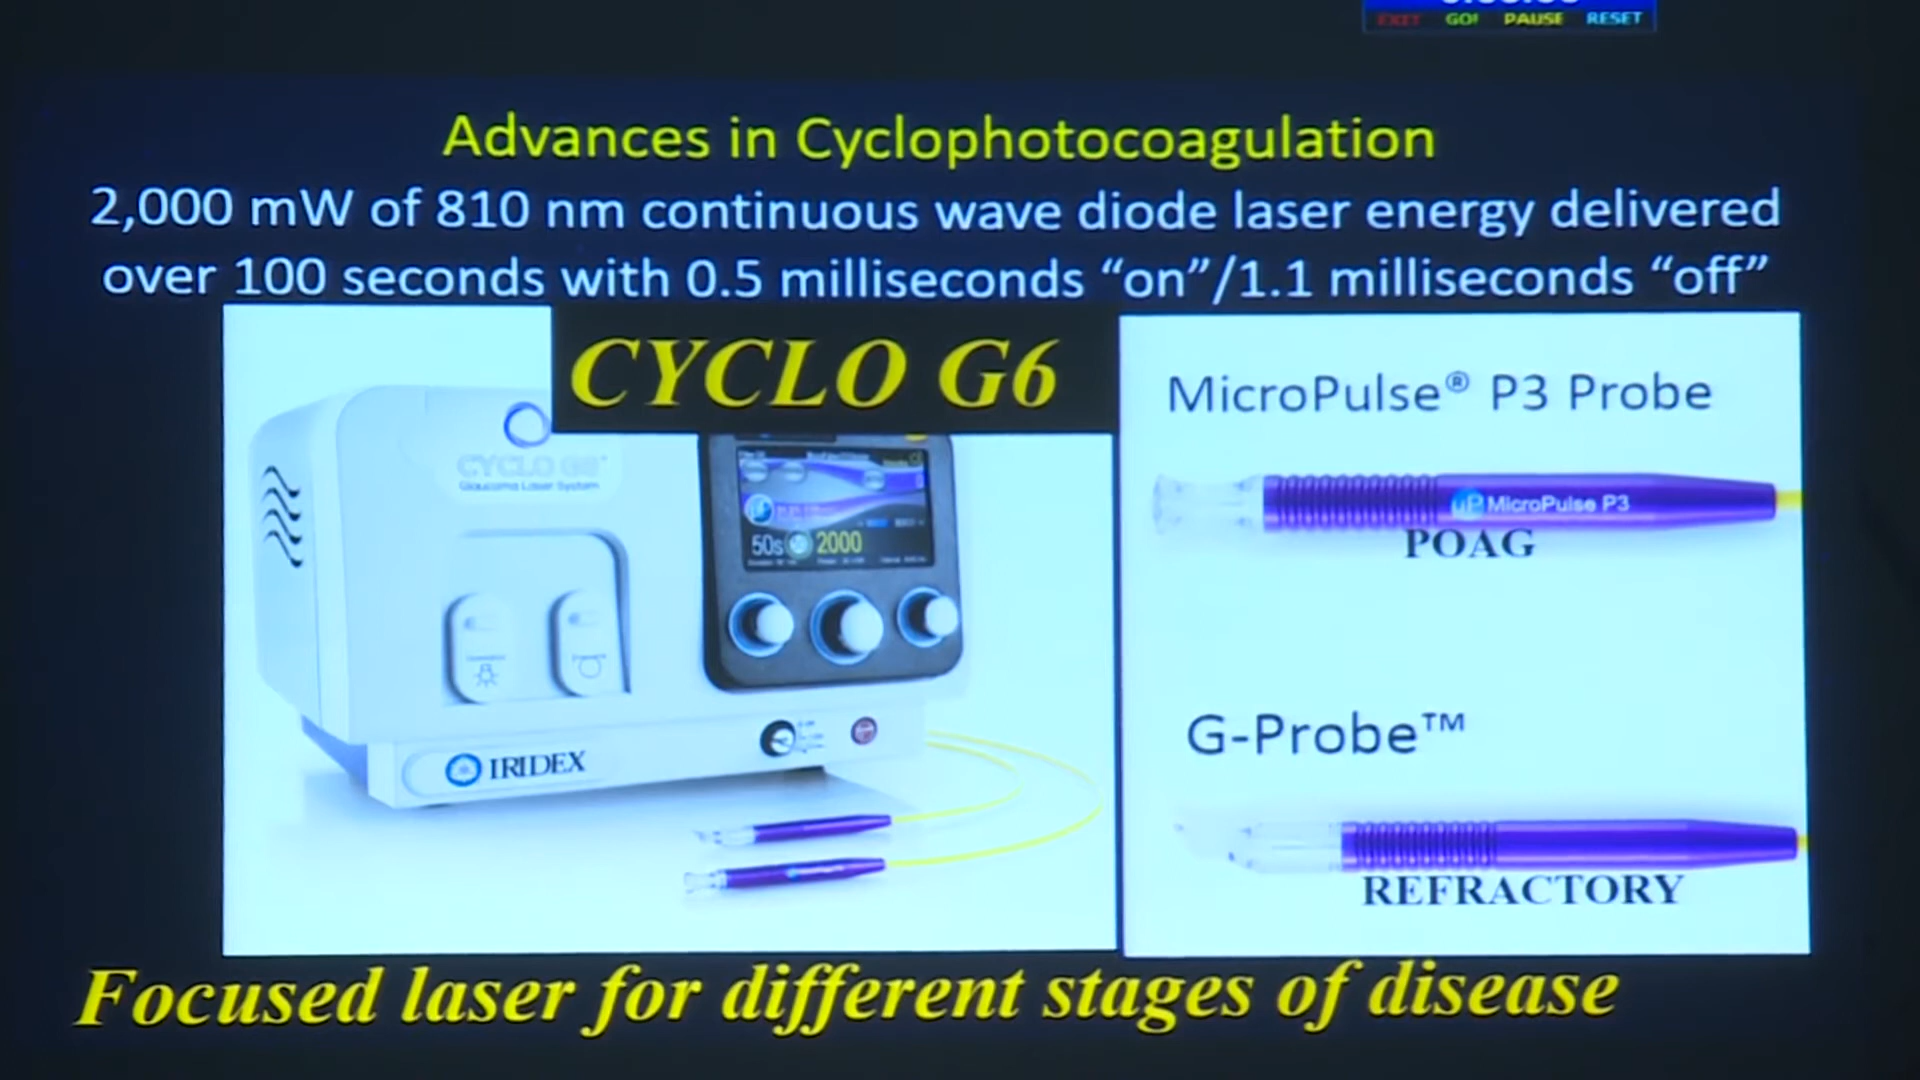 EXIT GO! PAUSE RESET
Advances in Cyclophotocoagulation
2,000 mW of 810 nm continuous wave diode laser energy delivered
over 100 seconds with 0.5 milliseconds “on”/1.1 milliseconds “off”
CYCLO G6
CYCLO G6
Glaucoma Laser System
50s 2000
IRIDEX
MicroPulse® P3 Probe
µP MicroPulse P3
POAG
G-Probe™
REFRACTORY
Focused laser for different stages of disease